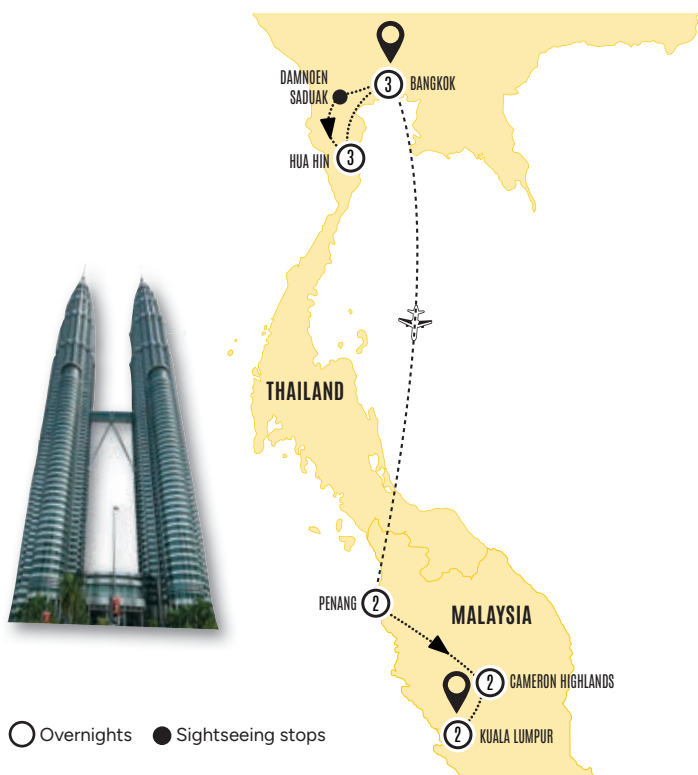 DAMNOEN
SADUAK
3
BANGKOK
HUA HIN
3
THAILAND
PENANG
2
MALAYSIA
2
CAMERON HIGHLANDS
2
KUALA LUMPUR
Overnights
Sightseeing stops